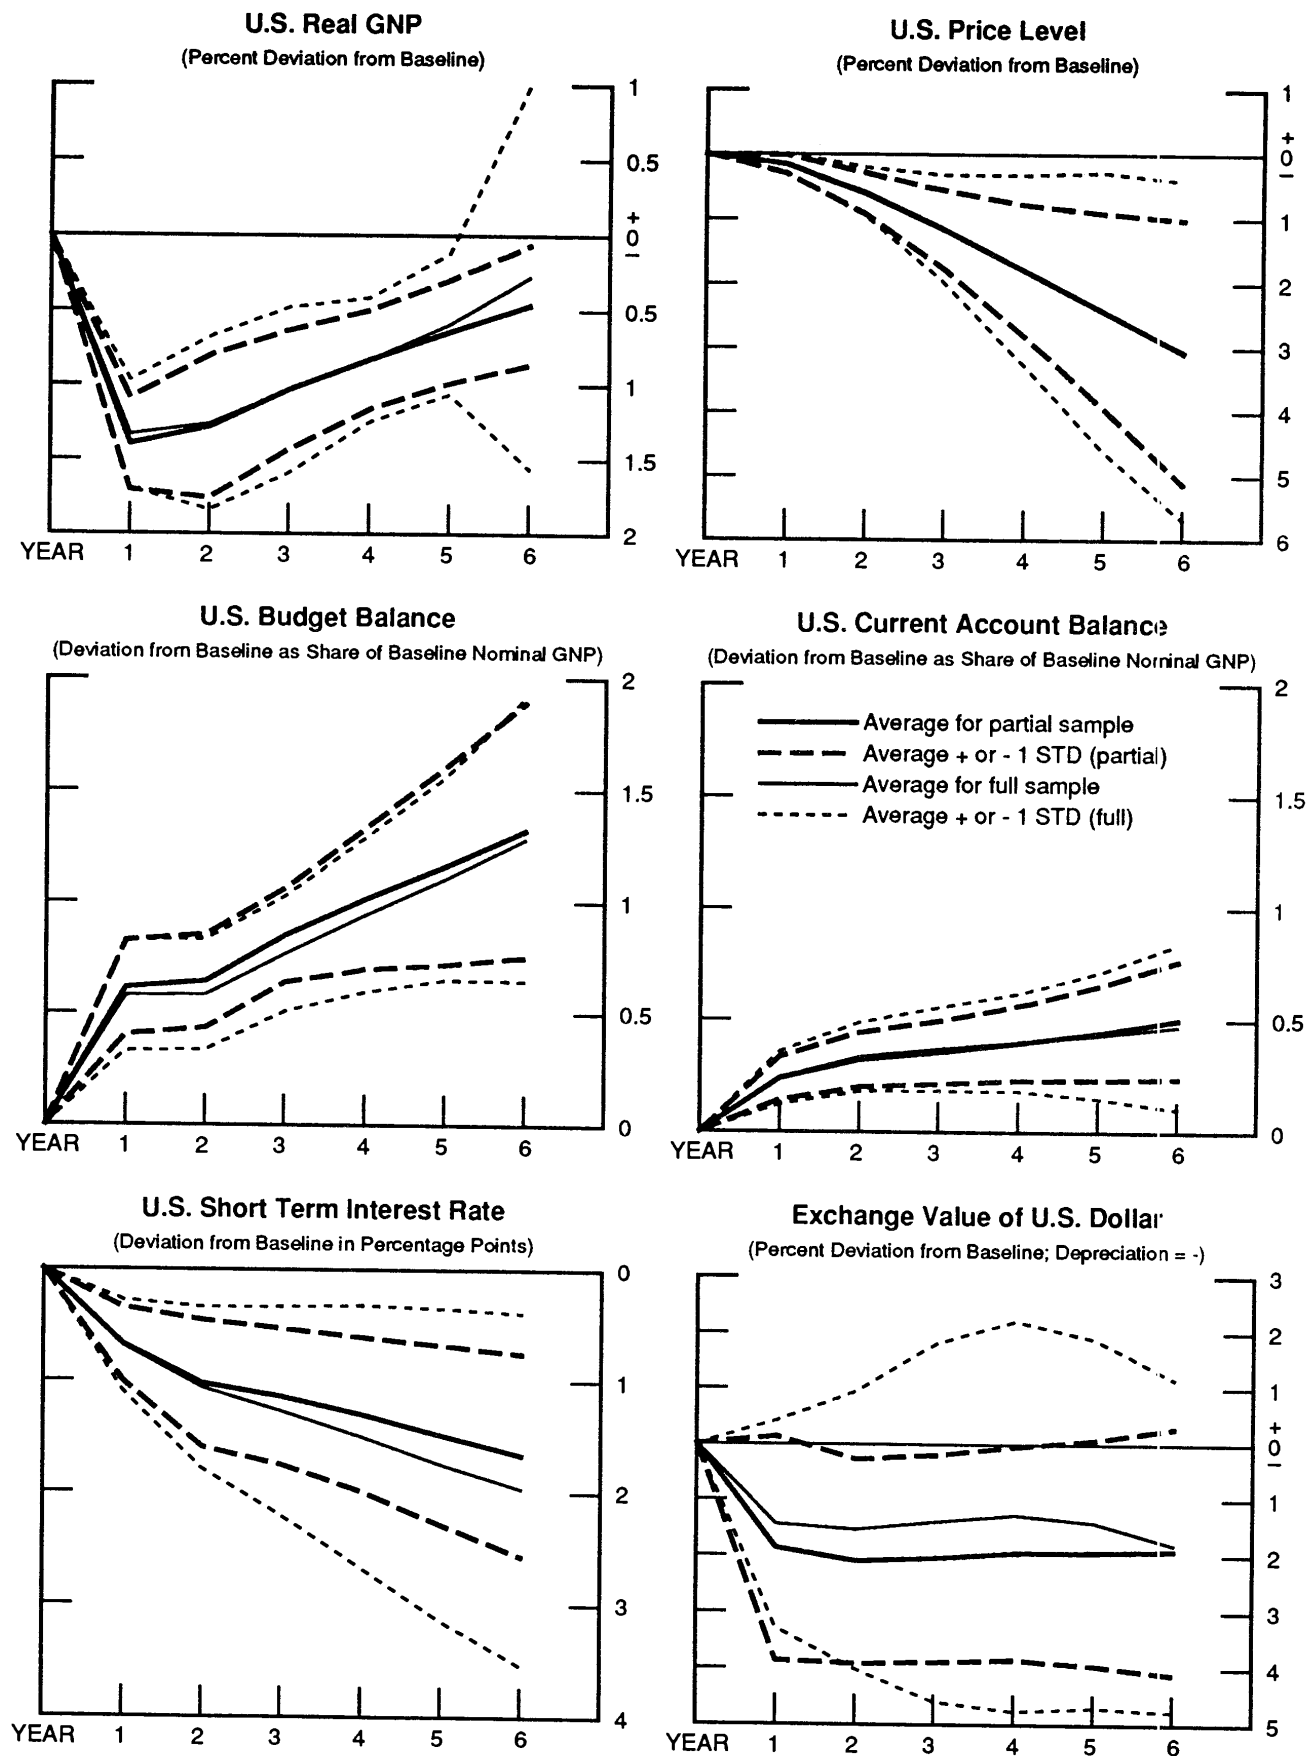 U.S. Real GNP
(Percent Deviation from Baseline)
1
0.5
+
0
−
0.5
1
1.5
2
YEAR 1 2 3 4 5 6
U.S. Price Level
(Percent Deviation from Baseline)
1
+
0
−
1
2
3
4
5
6
YEAR 1 2 3 4 5 6
U.S. Budget Balance
(Deviation from Baseline as Share of Baseline Nominal GNP)
2
1.5
1
0.5
0
YEAR 1 2 3 4 5 6
U.S. Current Account Balance
(Deviation from Baseline as Share of Baseline Nominal GNP)
Average for partial sample
Average + or - 1 STD (partial)
Average for full sample
Average + or - 1 STD (full)
2
1.5
1
0.5
0
YEAR 1 2 3 4 5 6
U.S. Short Term Interest Rate
(Deviation from Baseline in Percentage Points)
0
1
2
3
4
YEAR 1 2 3 4 5 6
Exchange Value of U.S. Dollar
(Percent Deviation from Baseline; Depreciation = -)
3
2
1
+
0
−
1
2
3
4
5
YEAR 1 2 3 4 5 6